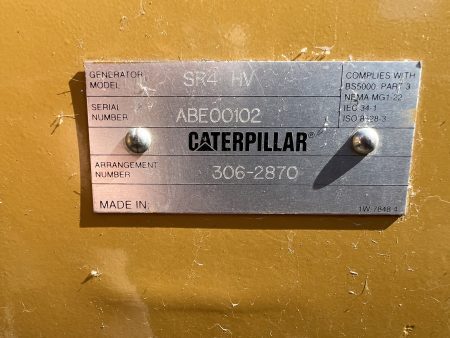 GENERATOR MODEL SR4 HV
COMPLIES WITH
BS5000 PART 3
NEMA MG1-22
IEC 34-1
ISO 8528-3
SERIAL NUMBER ABE00102
CATERPILLAR®
ARRANGEMENT NUMBER 306-2870
MADE IN:
1W-7848 4